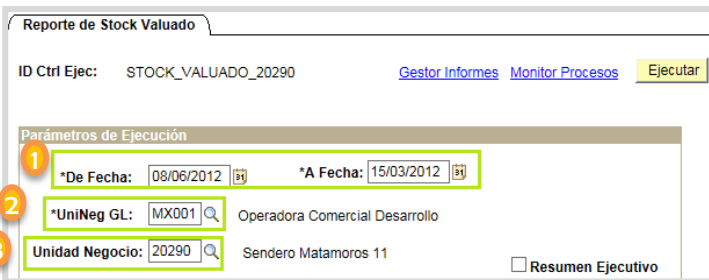 Reporte de Stock Valuado
ID Ctrl Ejec: STOCK_VALUADO_20290 Gestor Informes Monitor Procesos Ejecutar
Parámetros de Ejecución
1
*De Fecha: 08/06/2012 31 *A Fecha: 15/03/2012 31
2
*UniNeg GL: MX001 Operadora Comercial Desarrollo
3
Unidad Negocio: 20290 Sendero Matamoros 11
Resumen Ejecutivo